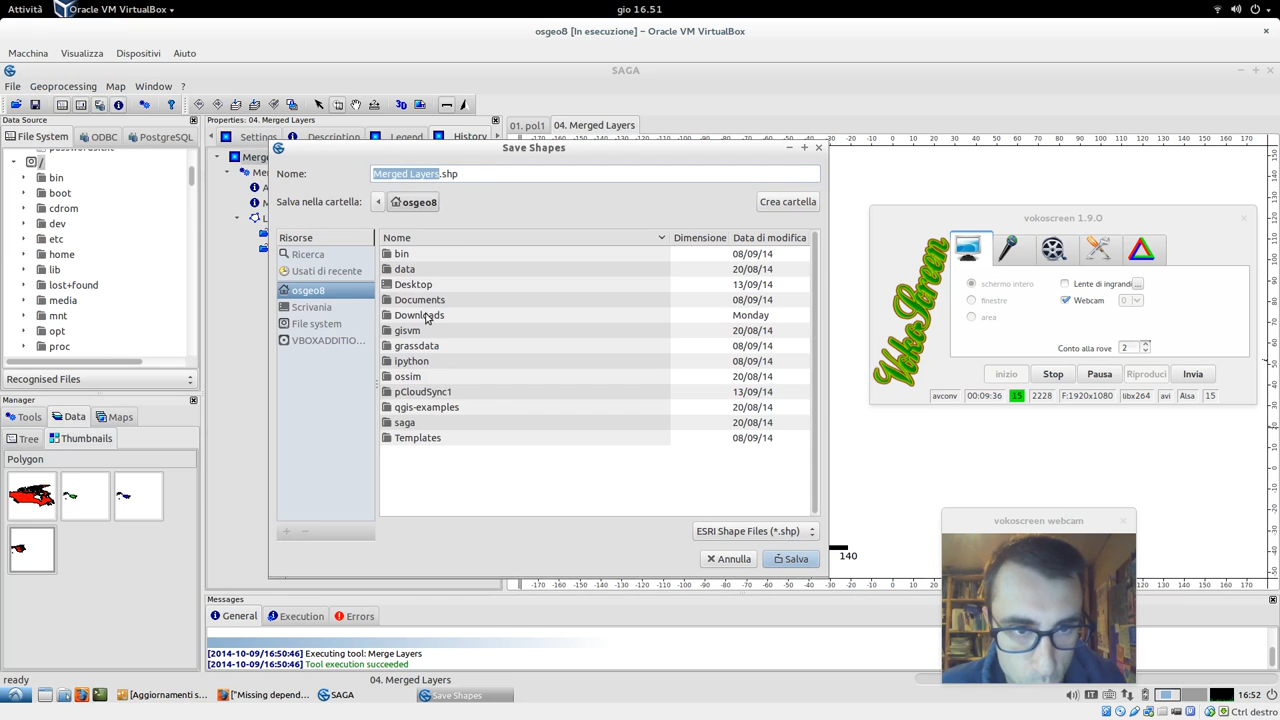 Attività Oracle VM VirtualBox gio 16.51
osgeo8 [In esecuzione] – Oracle VM VirtualBox
Macchina Visualizza Dispositivi Aiuto
SAGA
File Geoprocessing Map Window ?
3D
Data Source
File System ODBC PostgreSQL
/
bin
boot
cdrom
dev
etc
home
lib
lost+found
media
mnt
opt
proc
Recognised Files
Manager
Tools Data Maps
Tree Thumbnails
Polygon
Properties: 04. Merged Layers
Settings Description Legend History
01. pol1 04. Merged Layers
Save Shapes
Nome: Merged Layers.shp
Salva nella cartella: osgeo8 Crea cartella
Risorse
Ricerca
Usati di recente
osgeo8
Scrivania
File system
VBOXADDITIO...
Nome Dimensione Data di modifica
bin 08/09/14
data 20/08/14
Desktop 13/09/14
Documents 08/09/14
Downloads Monday
gisvm 20/08/14
grassdata 08/09/14
ipython 08/09/14
ossim 20/08/14
pCloudSync1 13/09/14
qgis-examples 20/08/14
saga 20/08/14
Templates 08/09/14
ESRI Shape Files (*.shp)
Annulla Salva
140
vokoscreen 1.9.0
VokoScreen
schermo intero
finestre
area
Lente di ingrandi ...
Webcam 0
Conto alla rove 2
inizio Stop Pausa Riproduci Invia
avconv 00:09:36 15 2228 F:1920x1080 libx264 avi Alsa 15
vokoscreen webcam
Messages
General Execution Errors
[2014-10-09/16:50:46] Executing tool: Merge Layers
[2014-10-09/16:50:46] Tool execution succeeded
ready 04. Merged Layers
[Aggiornamenti s... ["Missing depend... SAGA Save Shapes IT 16:52
Ctrl destro